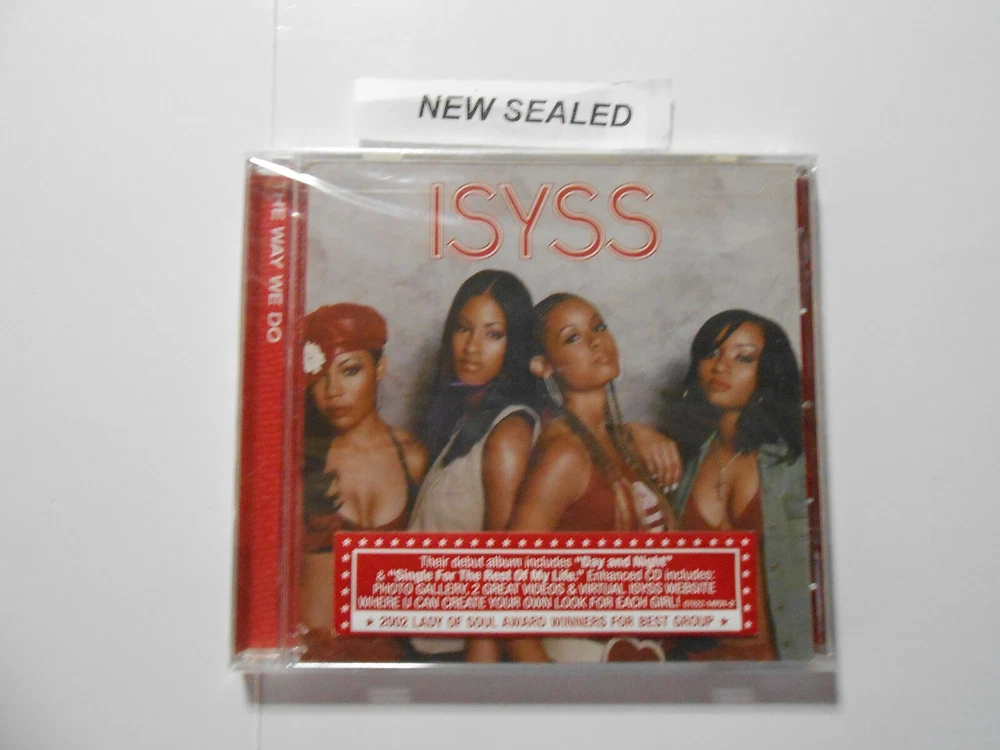 NEW SEALED
ISYSS
THE WAY WE DO
Their debut album includes "Day and Night"
& "Single For The Rest Of My Life." Enhanced CD includes:
PHOTO GALLERY, 2 GREAT VIDEOS & VIRTUAL ISYSS WEBSITE
WHERE U CAN CREATE YOUR OWN LOOK FOR EACH GIRL!
★ 2002 LADY OF SOUL AWARD WINNERS FOR BEST GROUP ★